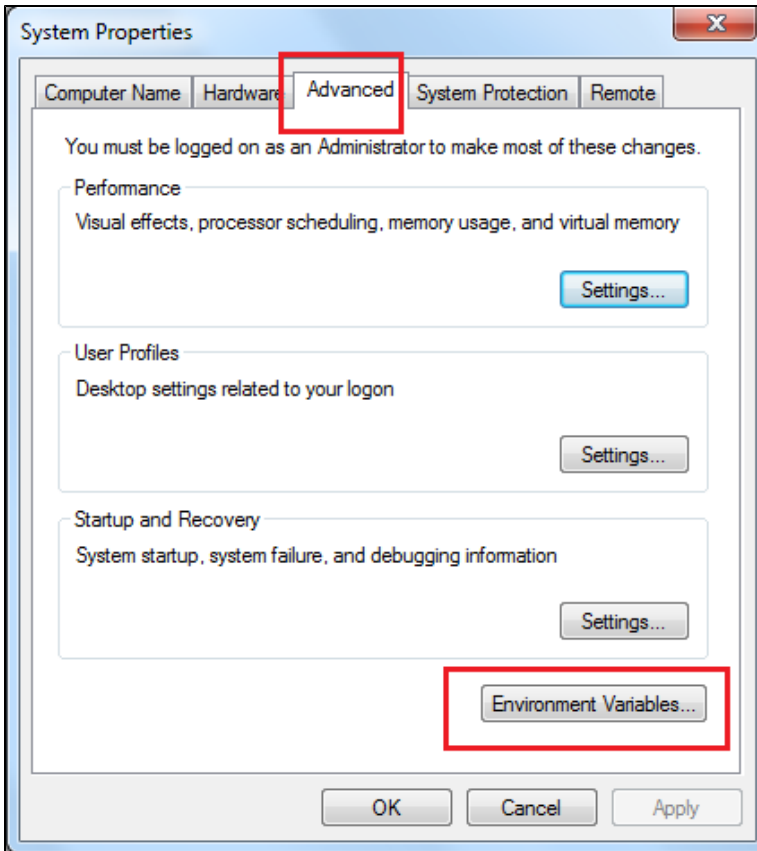 System Properties
Computer Name Hardware Advanced System Protection Remote
You must be logged on as an Administrator to make most of these changes.
Performance
Visual effects, processor scheduling, memory usage, and virtual memory
Settings...
User Profiles
Desktop settings related to your logon
Settings...
Startup and Recovery
System startup, system failure, and debugging information
Settings...
Environment Variables...
OK Cancel Apply